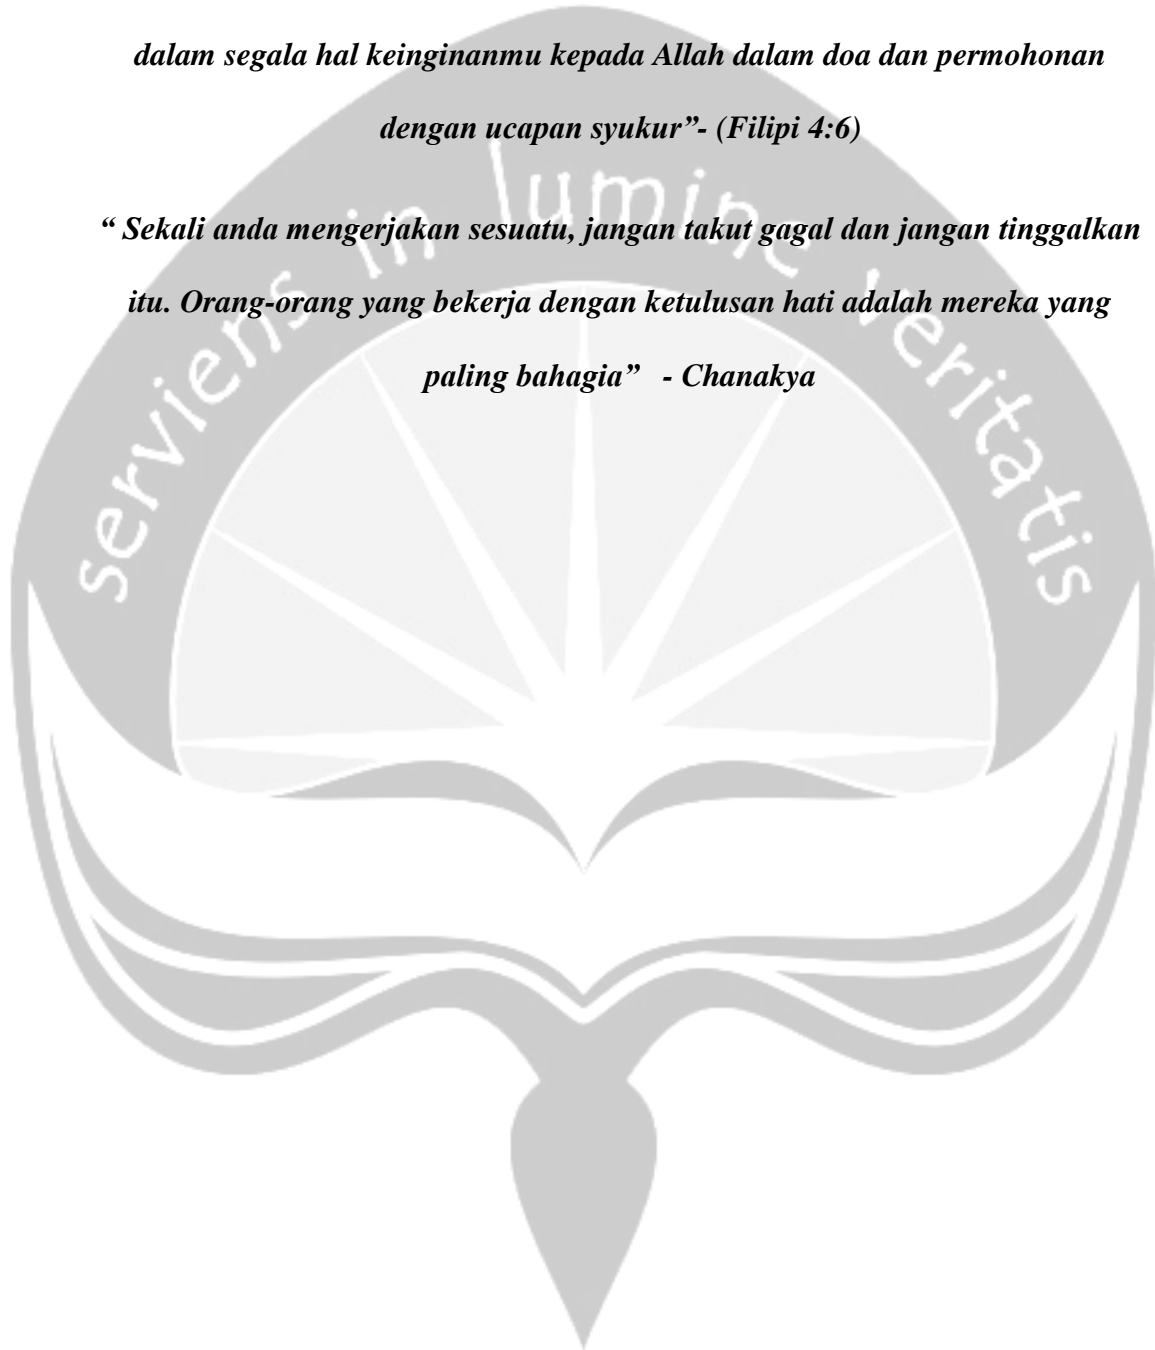 dalam segala hal keinginanmu kepada Allah dalam doa dan permohonan
dengan ucapan syukur”- (Filipi 4:6)
serviens in lumine veritatis
“ Sekali anda mengerjakan sesuatu, jangan takut gagal dan jangan tinggalkan
itu. Orang-orang yang bekerja dengan ketulusan hati adalah mereka yang
paling bahagia” - Chanakya